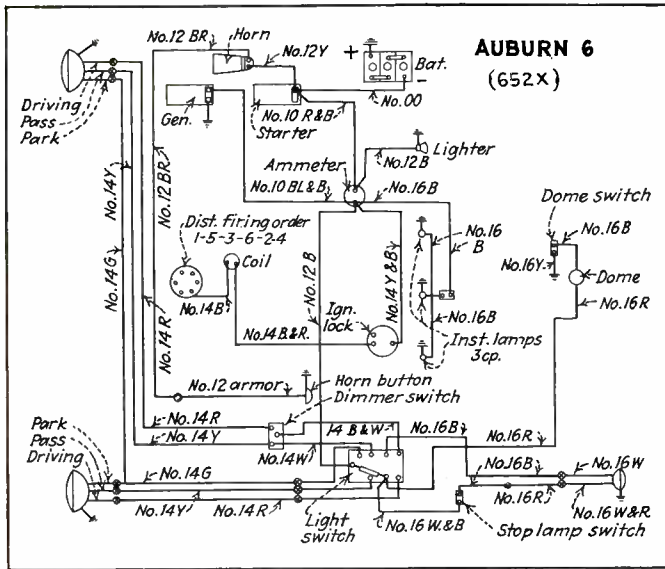 AUBURN 6
(652X)
No.12 BR
Horn
No.12Y
+
Bat.
-
No.00
Driving
Pass
Park
Gen.
No.10 R&B
Starter
Ammeter
No.12B
Lighter
No.10 BL&B
No.16B
No.14Y
No.12BR
Dist. firing order
1-5-3-6-2-4
Coil
No.12B
No.14Y&B
No.16
B
Dome switch
No.16B
No.16Y
Dome
No.16R
No.14G
No.14R
No.14B
No.14B.&R.
Ign.
lock
No.16B
Inst. lamps
3cp.
No.12 armor
Horn button
Dimmer switch
Park
Pass
Driving
No.14R
No.14Y
No.14W
14 B&W
No.16B
No.16R
No.14G
No.14Y
No.14R
Light
switch
No.16B
No.16R
No.16W
No.16 W&R
No.16 W.&B
Stop lamp switch